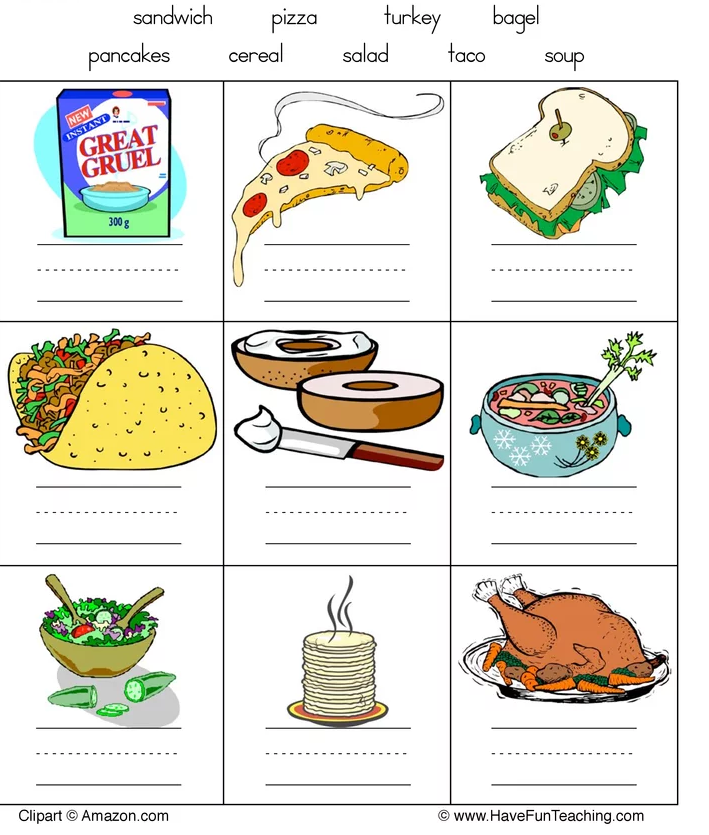 sandwich pizza turkey bagel
pancakes cereal salad taco soup
NEW
INSTANT
GREAT
GRUEL
300 g
Clipart © Amazon.com © www.HaveFunTeaching.com